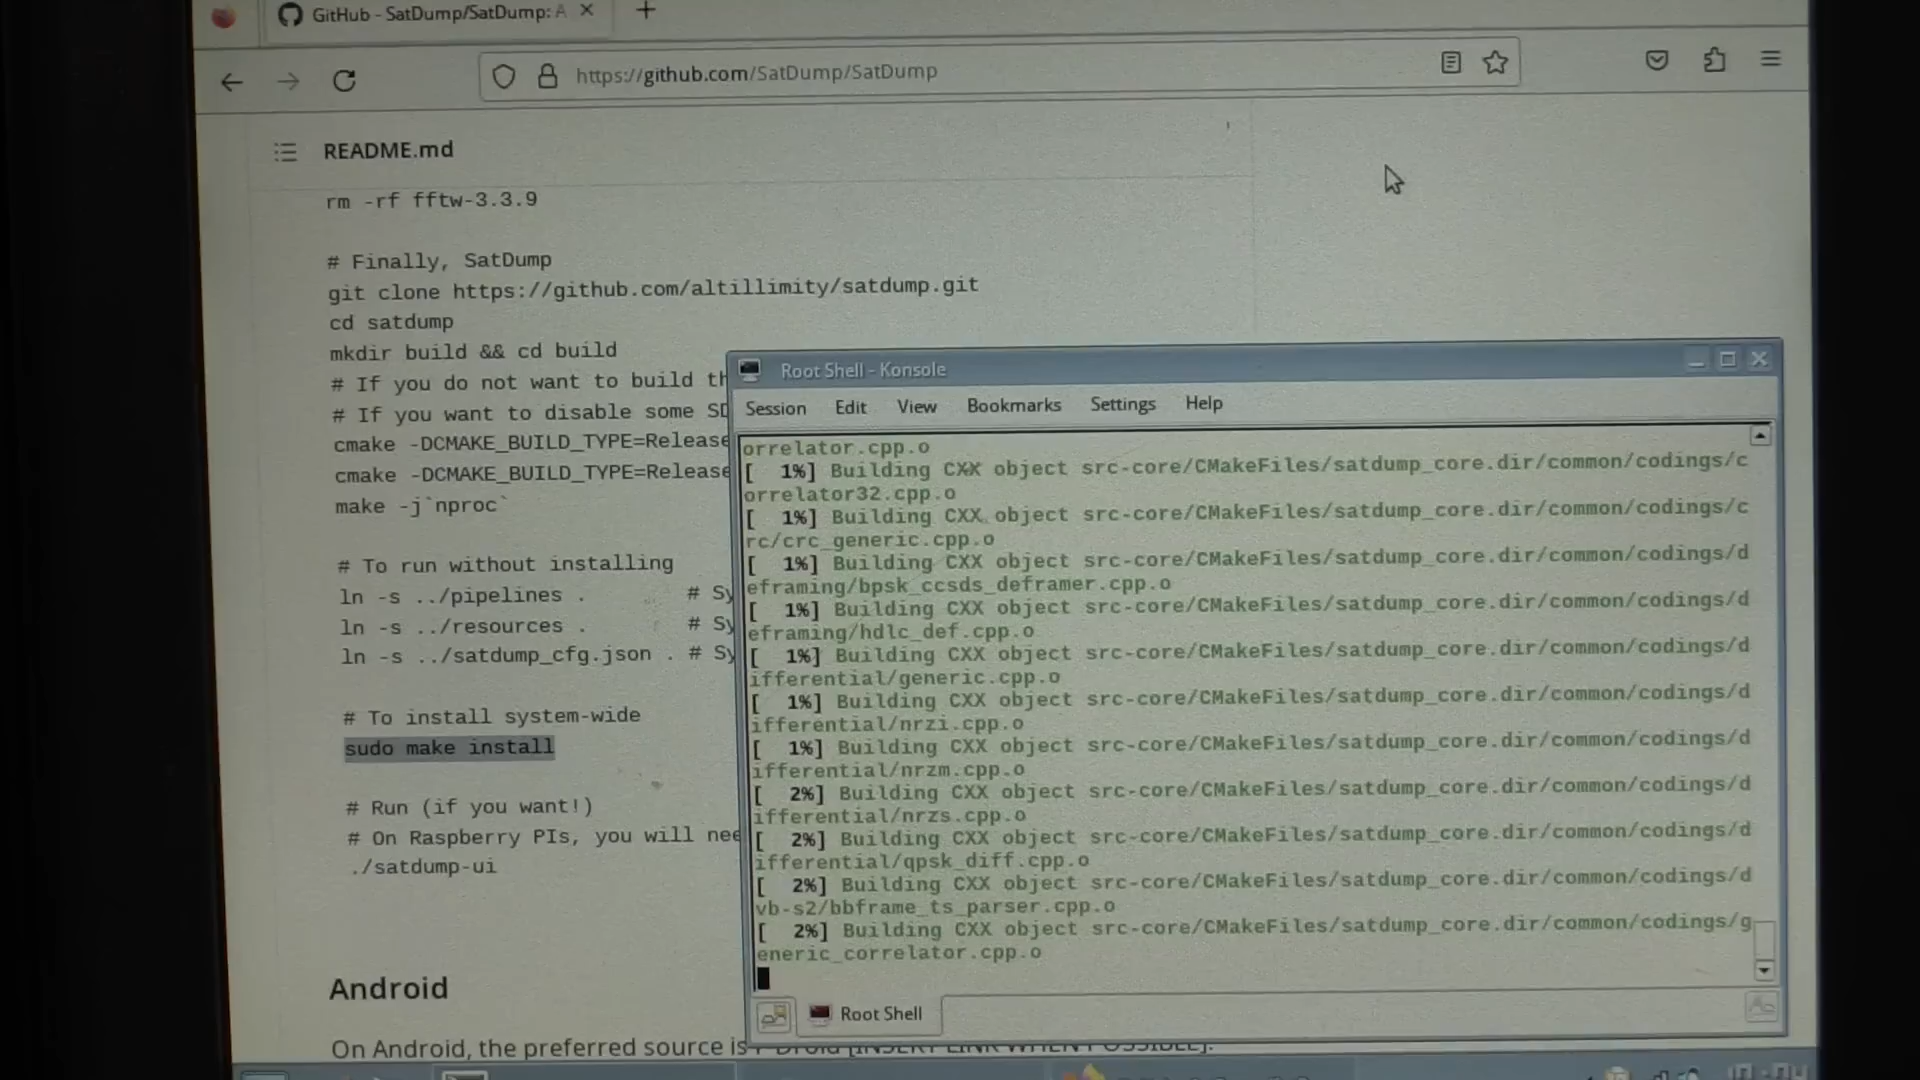 GitHub - SatDump/SatDump: A
https://github.com/SatDump/SatDump
README.md
rm -rf fftw-3.3.9
# Finally, SatDump
git clone https://github.com/altillimity/satdump.git
cd satdump
mkdir build && cd build
# If you do not want to build th
# If you want to disable some SD
cmake -DCMAKE_BUILD_TYPE=Release
cmake -DCMAKE_BUILD_TYPE=Release
make -j`nproc`
# To run without installing
ln -s ../pipelines . # Sy
ln -s ../resources . # Sy
ln -s ../satdump_cfg.json . # Sy
# To install system-wide
sudo make install
# Run (if you want!)
# On Raspberry PIs, you will nee
./satdump-ui
Android
On Android, the preferred source is
Root Shell - Konsole
Session Edit View Bookmarks Settings Help
orrelator.cpp.o
[ 1%] Building CXX object src-core/CMakeFiles/satdump_core.dir/common/codings/c
orrelator32.cpp.o
[ 1%] Building CXX object src-core/CMakeFiles/satdump_core.dir/common/codings/c
rc/crc_generic.cpp.o
[ 1%] Building CXX object src-core/CMakeFiles/satdump_core.dir/common/codings/d
eframing/bpsk_ccsds_deframer.cpp.o
[ 1%] Building CXX object src-core/CMakeFiles/satdump_core.dir/common/codings/d
eframing/hdlc_def.cpp.o
[ 1%] Building CXX object src-core/CMakeFiles/satdump_core.dir/common/codings/d
ifferential/generic.cpp.o
[ 1%] Building CXX object src-core/CMakeFiles/satdump_core.dir/common/codings/d
ifferential/nrzi.cpp.o
[ 1%] Building CXX object src-core/CMakeFiles/satdump_core.dir/common/codings/d
ifferential/nrzm.cpp.o
[ 2%] Building CXX object src-core/CMakeFiles/satdump_core.dir/common/codings/d
ifferential/nrzs.cpp.o
[ 2%] Building CXX object src-core/CMakeFiles/satdump_core.dir/common/codings/d
ifferential/qpsk_diff.cpp.o
[ 2%] Building CXX object src-core/CMakeFiles/satdump_core.dir/common/codings/d
vb-s2/bbframe_ts_parser.cpp.o
[ 2%] Building CXX object src-core/CMakeFiles/satdump_core.dir/common/codings/g
eneric_correlator.cpp.o
Root Shell